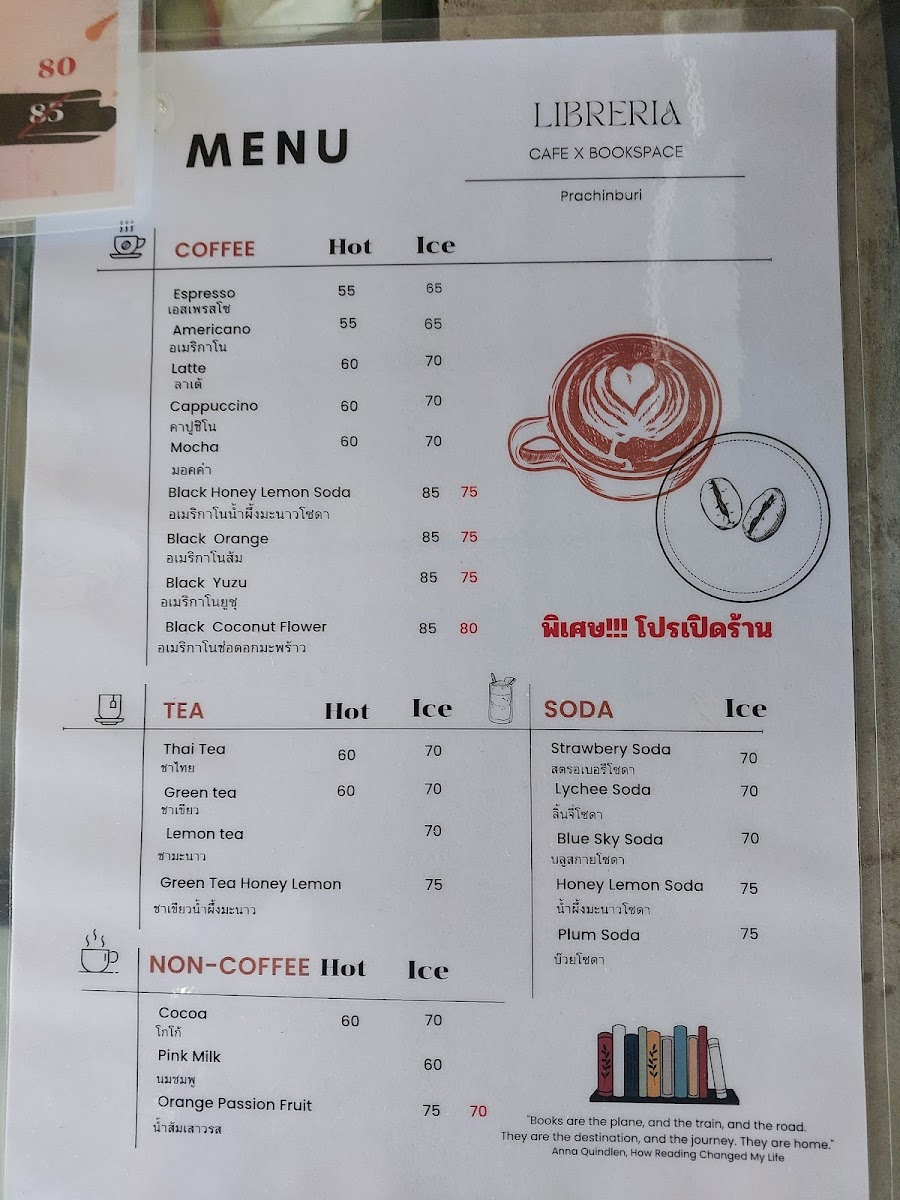 80
85
MENU
LIBRERIA
CAFE X BOOKSPACE
Prachinburi
COFFEE Hot Ice
Espresso 55 65
เอสเพรสโซ
Americano 55 65
อเมริกาโน
Latte 60 70
ลาเต้
Cappuccino 60 70
คาปูชิโน
Mocha 60 70
มอคค่า
Black Honey Lemon Soda 85 75
อเมริกาโนน้ำผึ้งมะนาวโซดา
Black Orange 85 75
อเมริกาโนส้ม
Black Yuzu 85 75
อเมริกาโนยูซุ
Black Coconut Flower 85 80
อเมริกาโนช่อดอกมะพร้าว
พิเศษ!!! โปรเปิดร้าน
TEA Hot Ice
Thai Tea 60 70
ชาไทย
Green tea 60 70
ชาเขียว
Lemon tea 70
ชามะนาว
Green Tea Honey Lemon 75
ชาเขียวน้ำผึ้งมะนาว
SODA Ice
Strawbery Soda 70
สตรอเบอรีโซดา
Lychee Soda 70
ลิ้นจี่โซดา
Blue Sky Soda 70
บลูสกายโซดา
Honey Lemon Soda 75
น้ำผึ้งมะนาวโซดา
Plum Soda 75
บ๊วยโซดา
NON-COFFEE Hot Ice
Cocoa 60 70
โกโก้
Pink Milk 60
นมชมพู
Orange Passion Fruit 75 70
น้ำส้มเสาวรส
"Books are the plane, and the train, and the road.
They are the destination, and the journey. They are home."
Anna Quindlen, How Reading Changed My Life